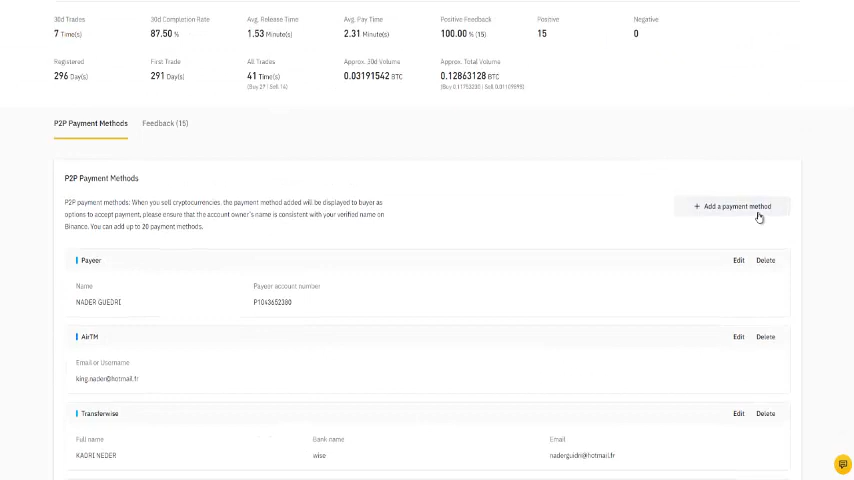 30d Trades 30d Completion Rate Avg. Release Time Avg. Pay Time Positive Feedback Positive Negative
7 Time(s) 87.50 % 1.53 Minute(s) 2.31 Minute(s) 100.00 % (15) 15 0
Registered First Trade All Trades Approx. 30d Volume Approx. Total Volume
296 Day(s) 291 Day(s) 41 Time(s) 0.03191542 BTC 0.12863128 BTC
(Buy 27 | Sell 14)
P2P Payment Methods Feedback (15)
P2P Payment Methods
P2P payment methods: When you sell cryptocurrencies, the payment method added will be displayed to buyer as
options to accept payment, please ensure that the account owner's name is consistent with your verified name on
Binance. You can add up to 20 payment methods.
+ Add a payment method
Payeer Edit Delete
Name Payeer account number
NADER GUEDRI P1043652380
AirTM Edit Delete
Email or Username
king.nader@hotmail.fr
Transferwise Edit Delete
Full name Bank name Email
KADRI NEDER wise naderguidri@hotmail.fr